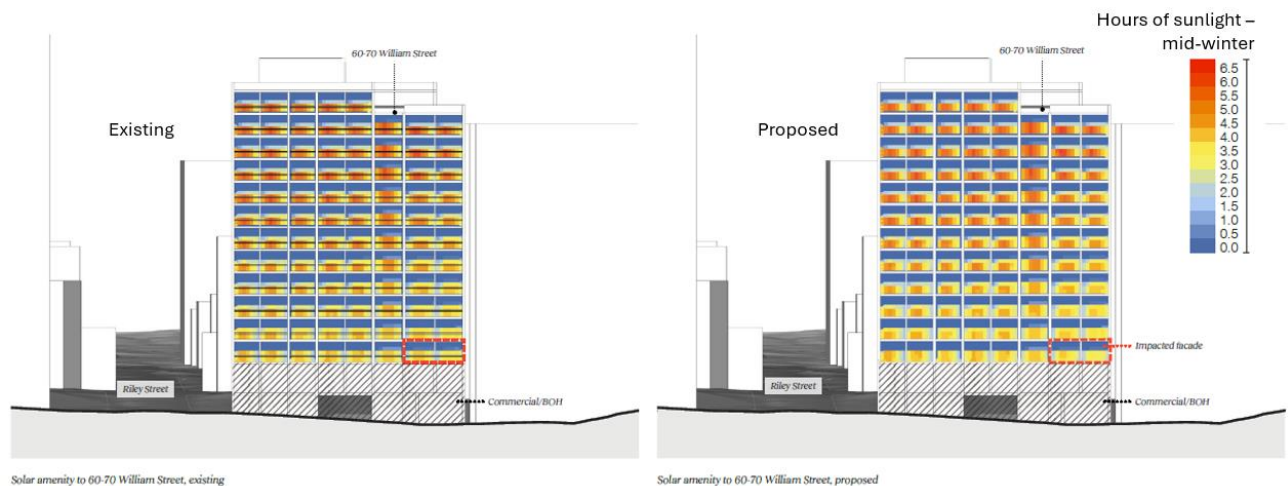 Hours of sunlight –
mid-winter
60-70 William Street
Existing
Riley Street
Commercial/BOH
Solar amenity to 60-70 William Street, existing
60-70 William Street
Proposed
Impacted facade
Riley Street
Commercial/BOH
Solar amenity to 60-70 William Street, proposed
6.5
6.0
5.5
5.0
4.5
4.0
3.5
3.0
2.5
2.0
1.5
1.0
0.5
0.0